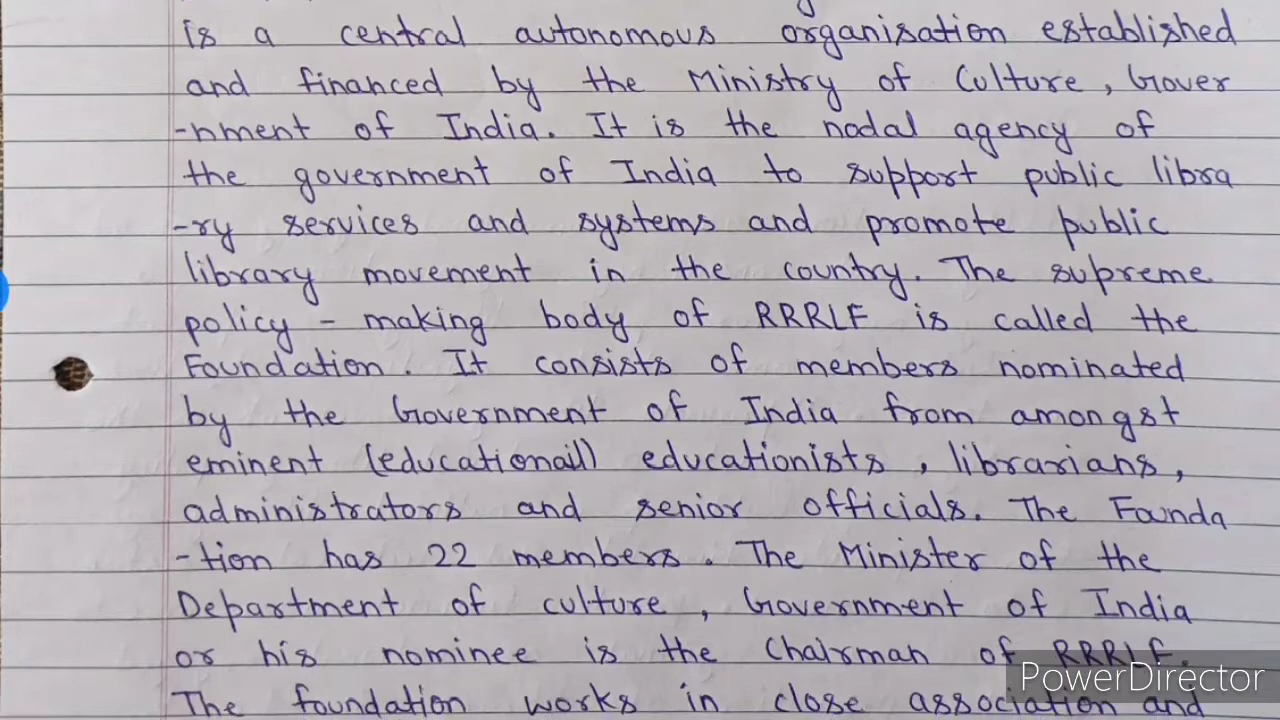 is a central autonomous organisation established
and financed by the Ministry of Culture, Gover
-nment of India. It is the nodal agency of
the government of India to support public libra
-ry services and systems and promote public
library movement in the country. The supreme
policy - making body of RRRLF is called the
Foundation. It consists of members nominated
by the Government of India from amongst
eminent (educationail) educationists, librarians,
administrators and senior officials. The Founda
-tion has 22 members. The Minister of the
Department of culture, Government of India
or his nominee is the Chairman of RRRLF.
PowerDirector
The foundation works in close association and